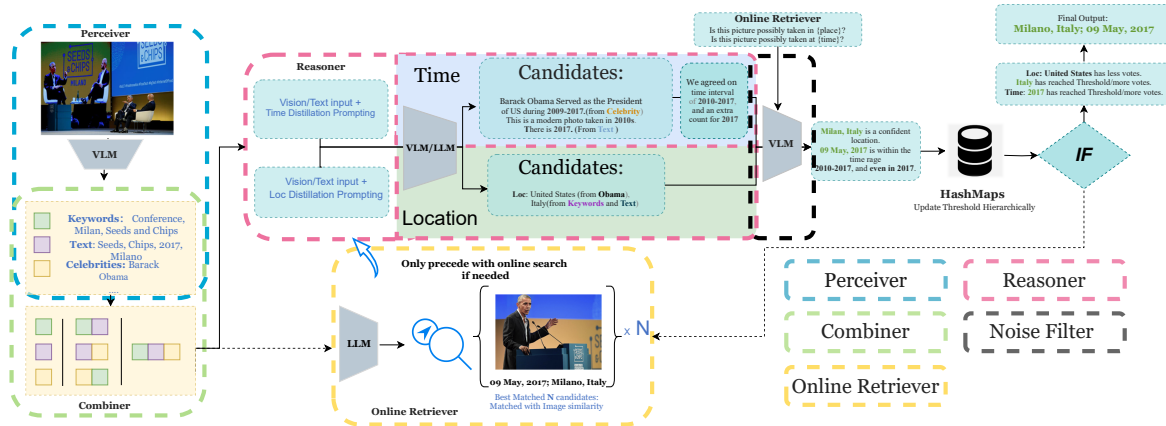 Perceiver
SEEDS
&CHIPS
MILANO
SEEDS
&CHIPS
VLM
Keywords: Conference,
Milan, Seeds and Chips
Text: Seeds, Chips, 2017,
Milano
Celebrities: Barack
Obama
....
Combiner
Reasoner
Vision/Text input +
Time Distillation Prompting
Vision/Text input +
Loc Distillation Prompting
VLM/LLM
Time
Candidates:
Barack Obama Served as the President
of US during 2009-2017.(from Celebrity)
This is a modern photo taken in 2010s.
There is 2017. (From Text )
We agreed on
time interval
of 2010-2017,
and an extra
count for 2017
Location
Candidates:
Loc: United States (from Obama).
Italy(from Keywords and Text)
Online Retriever
Is this picture possibly taken in {place}?
Is this picture possibly taken at {time}?
VLM
Milan, Italy is a confident
location.
09 May, 2017 is within the
time rage
2010-2017, and even in 2017.
HashMaps
Update Threshold Hierarchically
IF
Loc: United States has less votes.
Italy has reached Threshold/more votes.
Time: 2017 has reached Threshold/more votes.
Final Output:
Milano, Italy; 09 May, 2017
Only precede with online search
if needed
LLM
x N
09 May, 2017; Milano, Italy
Best Matched N candidates:
Matched with Image similarity
Online Retriever
Perceiver
Reasoner
Combiner
Noise Filter
Online Retriever